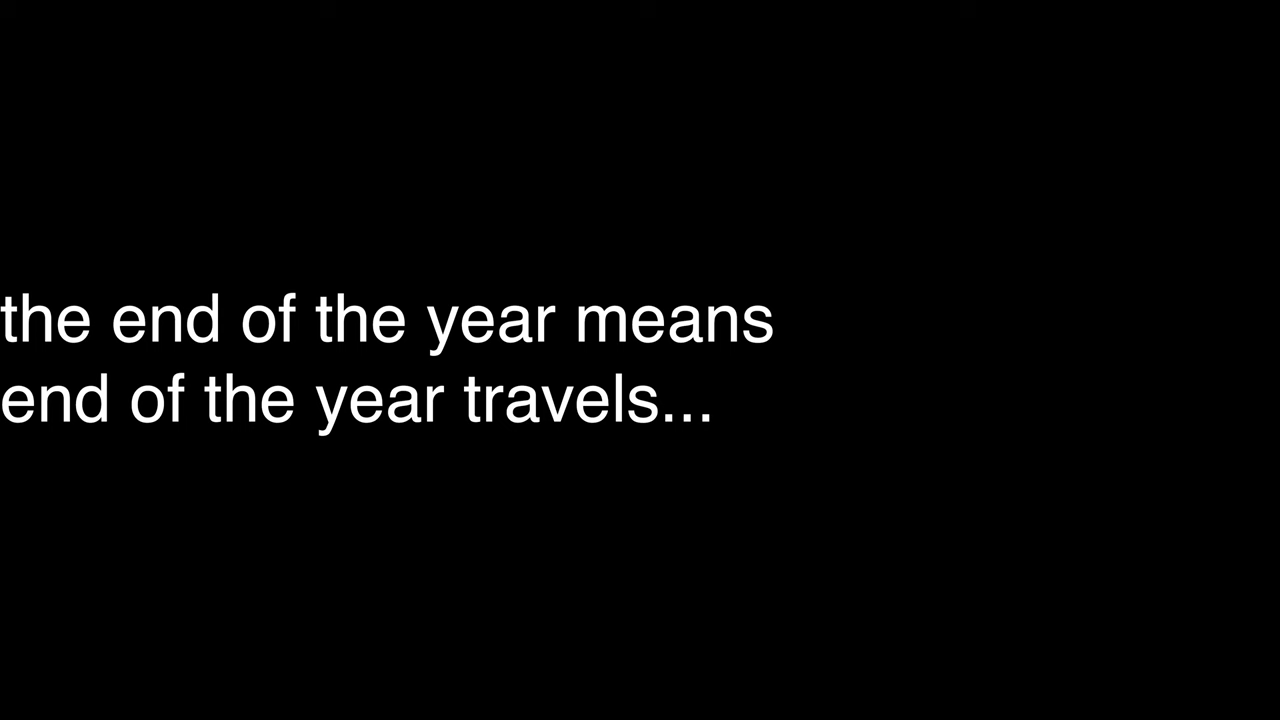 the end of the year means
end of the year travels...